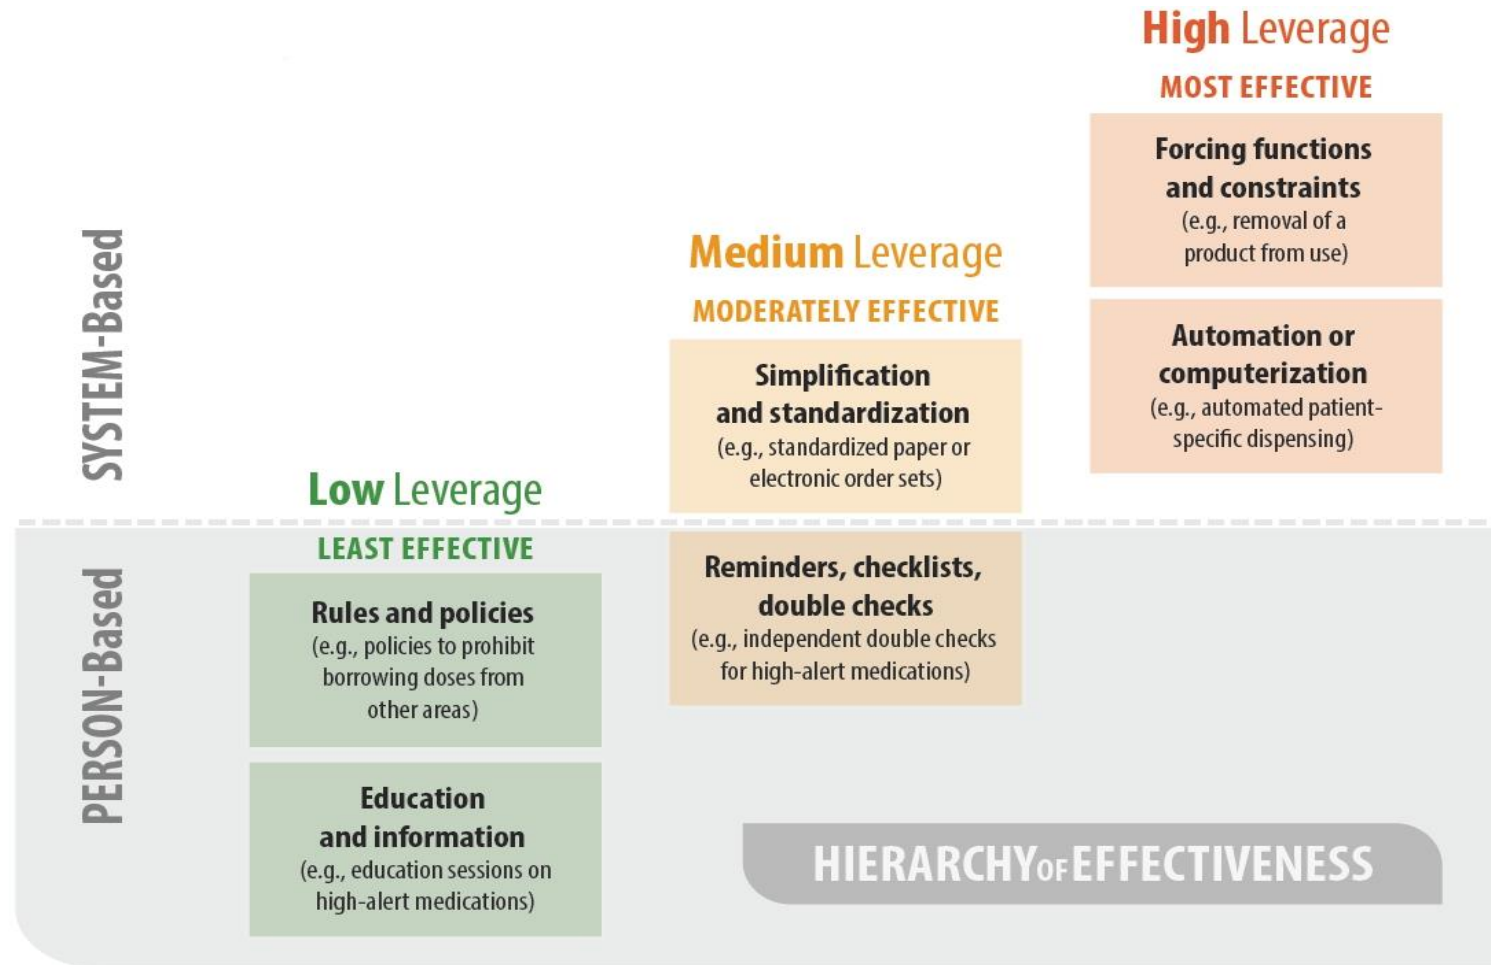 High Leverage
MOST EFFECTIVE
Forcing functions
and constraints
(e.g., removal of a
product from use)
Automation or
computerization
(e.g., automated patient-
specific dispensing)
Medium Leverage
MODERATELY EFFECTIVE
Simplification
and standardization
(e.g., standardized paper or
electronic order sets)
Reminders, checklists,
double checks
(e.g., independent double checks
for high-alert medications)
Low Leverage
LEAST EFFECTIVE
Rules and policies
(e.g., policies to prohibit
borrowing doses from
other areas)
Education
and information
(e.g., education sessions on
high-alert medications)
SYSTEM-Based
PERSON-Based
HIERARCHY OF EFFECTIVENESS